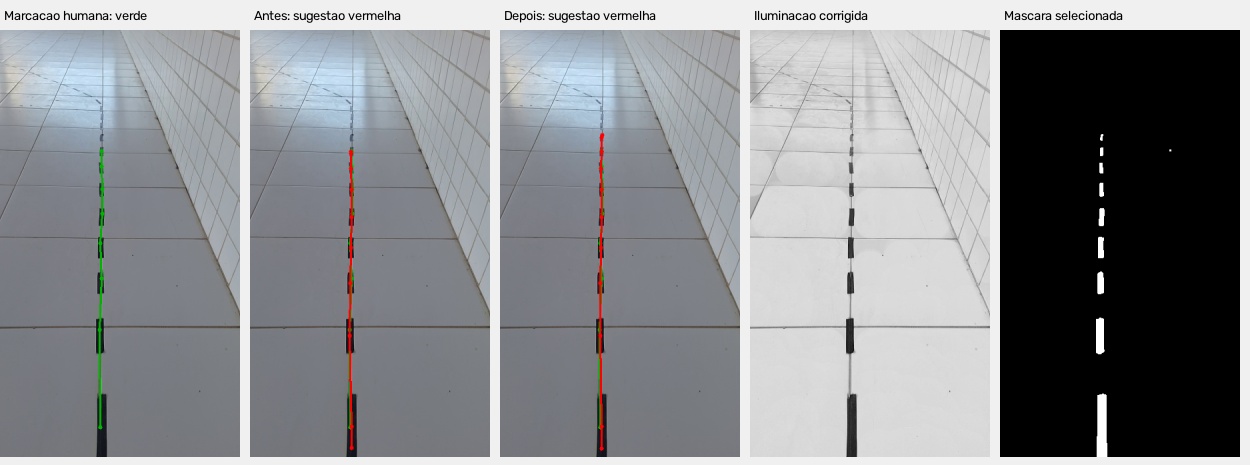 Marcacao humana: verde
Antes: sugestao vermelha
Depois: sugestao vermelha
Iluminacao corrigida
Mascara selecionada